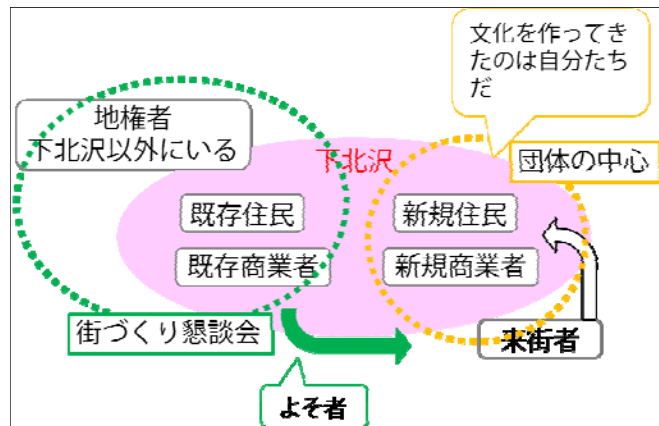 文化を作ってき
たのは自分たち
だ
地権者
下北沢以外にいる
下北沢
団体の中心
既存住民
新規住民
既存商業者
新規商業者
街づくり懇談会
来街者
よそ者